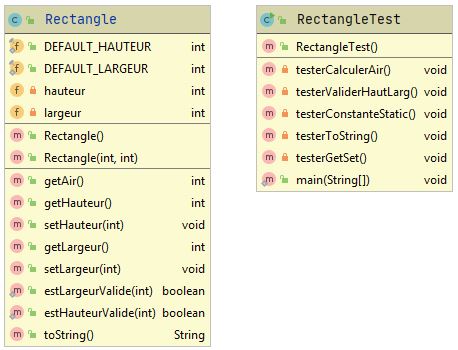 Rectangle
DEFAULT_HAUTEUR int
DEFAULT_LARGEUR int
hauteur int
largeur int
Rectangle()
Rectangle(int, int)
getAir() int
getHauteur() int
setHauteur(int) void
getLargeur() int
setLargeur(int) void
estLargeurValide(int) boolean
estHauteurValide(int) boolean
toString() String
RectangleTest
RectangleTest()
testerCalculerAir() void
testerValiderHautLarg() void
testerConstanteStatic() void
testerToString() void
testerGetSet() void
main(String[]) void